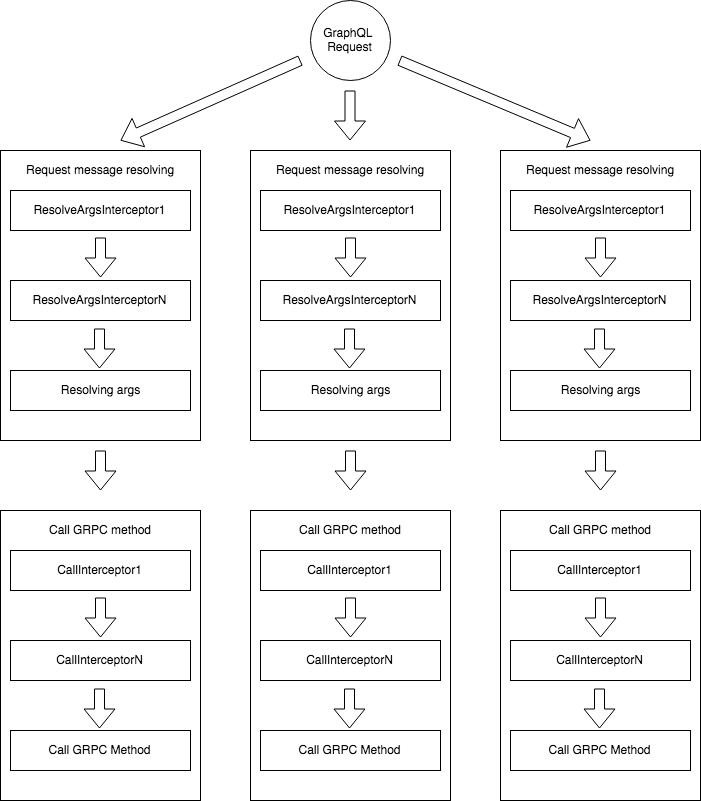 GraphQL
Request
Request message resolving
ResolveArgsInterceptor1
ResolveArgsInterceptorN
Resolving args
Call GRPC method
CallInterceptor1
CallInterceptorN
Call GRPC Method
Request message resolving
ResolveArgsInterceptor1
ResolveArgsInterceptorN
Resolving args
Call GRPC method
CallInterceptor1
CallInterceptorN
Call GRPC Method
Request message resolving
ResolveArgsInterceptor1
ResolveArgsInterceptorN
Resolving args
Call GRPC method
CallInterceptor1
CallInterceptorN
Call GRPC Method